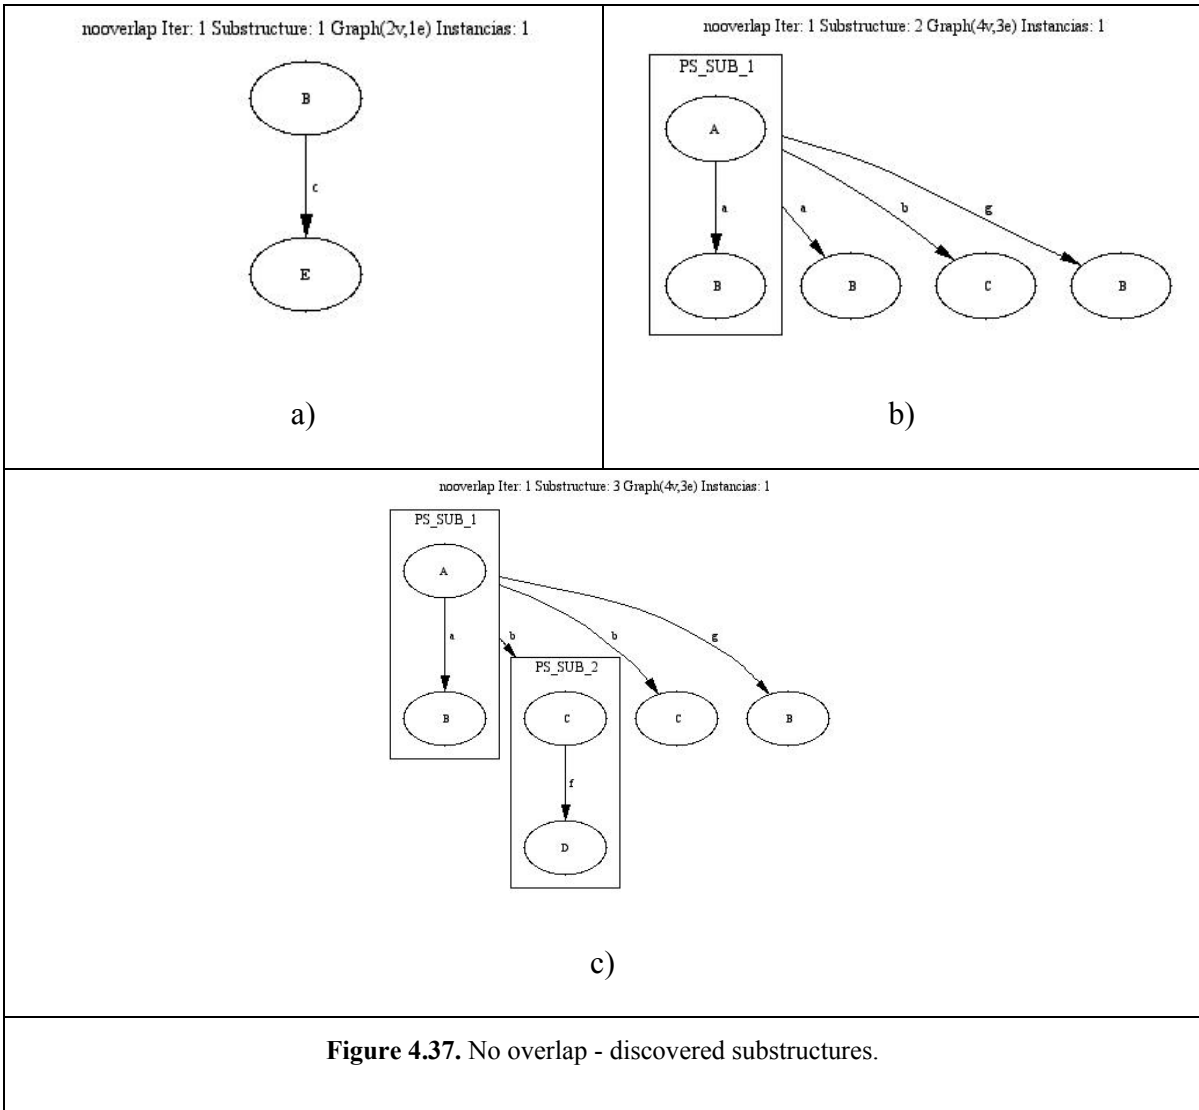 nooverlap Iter: 1 Substructure: 1 Graph(2v,1e) Instancias: 1
B
c
E
a)
nooverlap Iter: 1 Substructure: 2 Graph(4v,3e) Instancias: 1
PS_SUB_1
A
a a b g
B B C B
b)
nooverlap Iter: 1 Substructure: 3 Graph(4v,3e) Instancias: 1
PS_SUB_1
A
a b b g
PS_SUB_2
B C C B
f
D
c)
Figure 4.37. No overlap - discovered substructures.